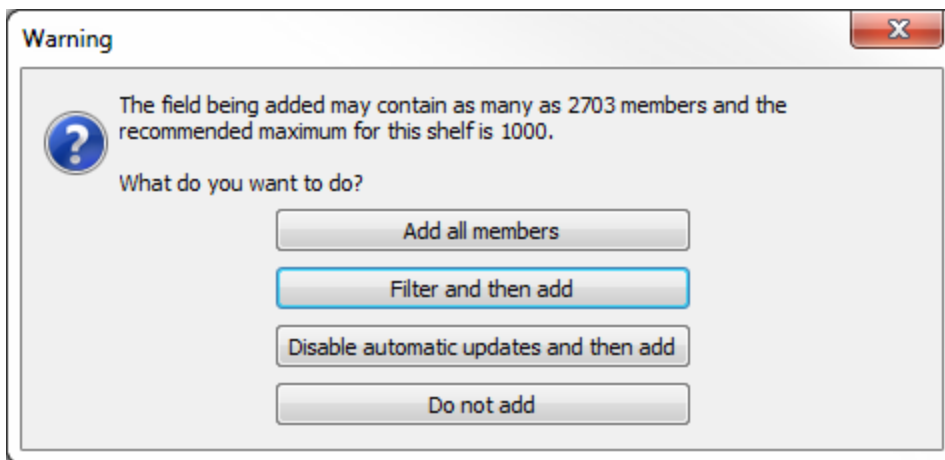 Warning
The field being added may contain as many as 2703 members and the
recommended maximum for this shelf is 1000.
What do you want to do?
Add all members
Filter and then add
Disable automatic updates and then add
Do not add